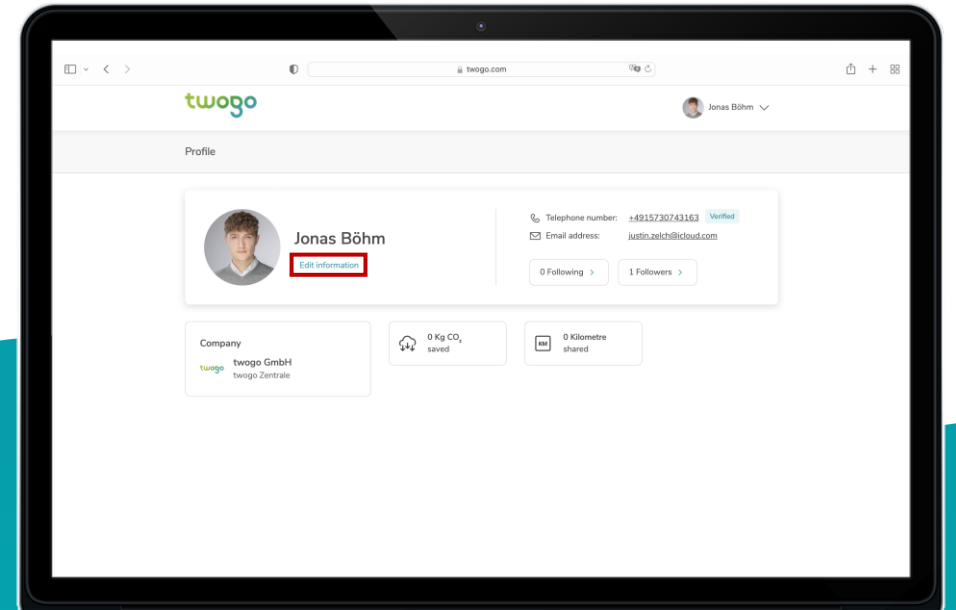 twogo.com
twogo
Jonas Böhm
Profile
Jonas Böhm
Edit information
Telephone number: +4915730743163 Verified
Email address: justin.zelch@icloud.com
0 Following
1 Followers
Company
twogo
twogo GmbH
twogo Zentrale
0 Kg CO₂
saved
KM
0 Kilometre
shared